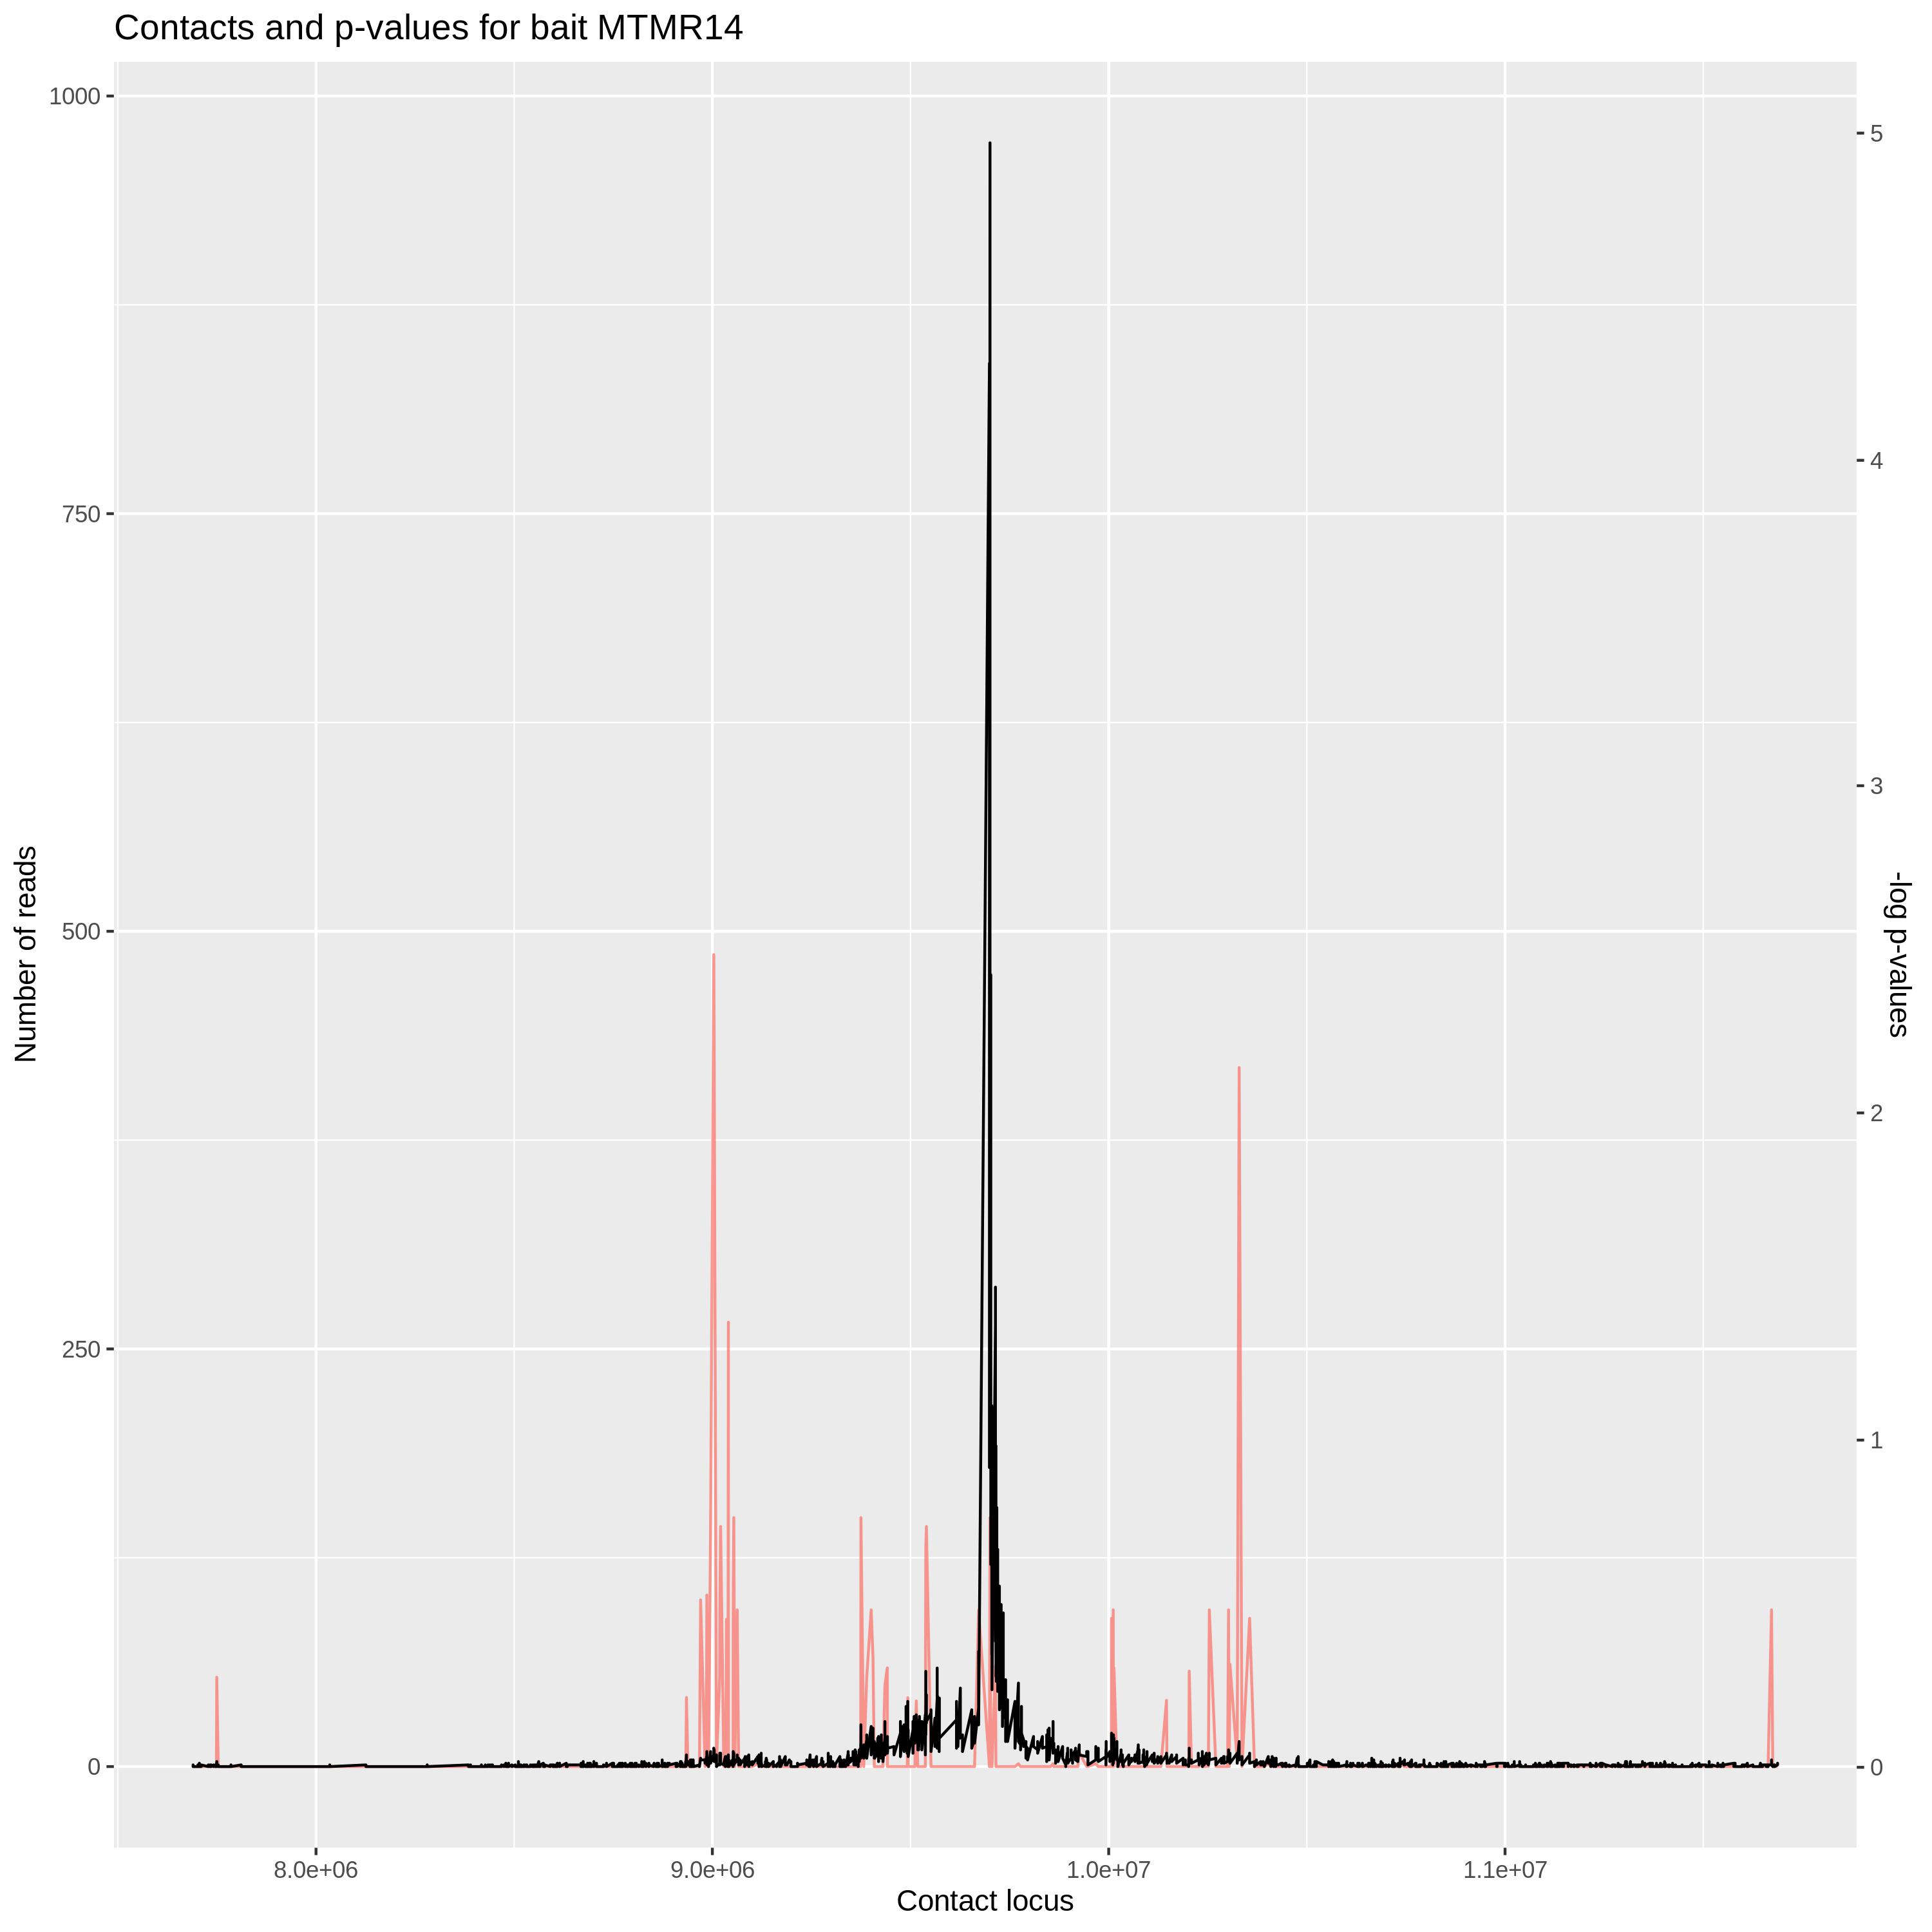 Contacts and p-values for bait MTMR14
1000
750
500
250
0
5
4
3
2
1
0
Number of reads
-log p-values
8.0e+06
9.0e+06
1.0e+07
1.1e+07
Contact locus